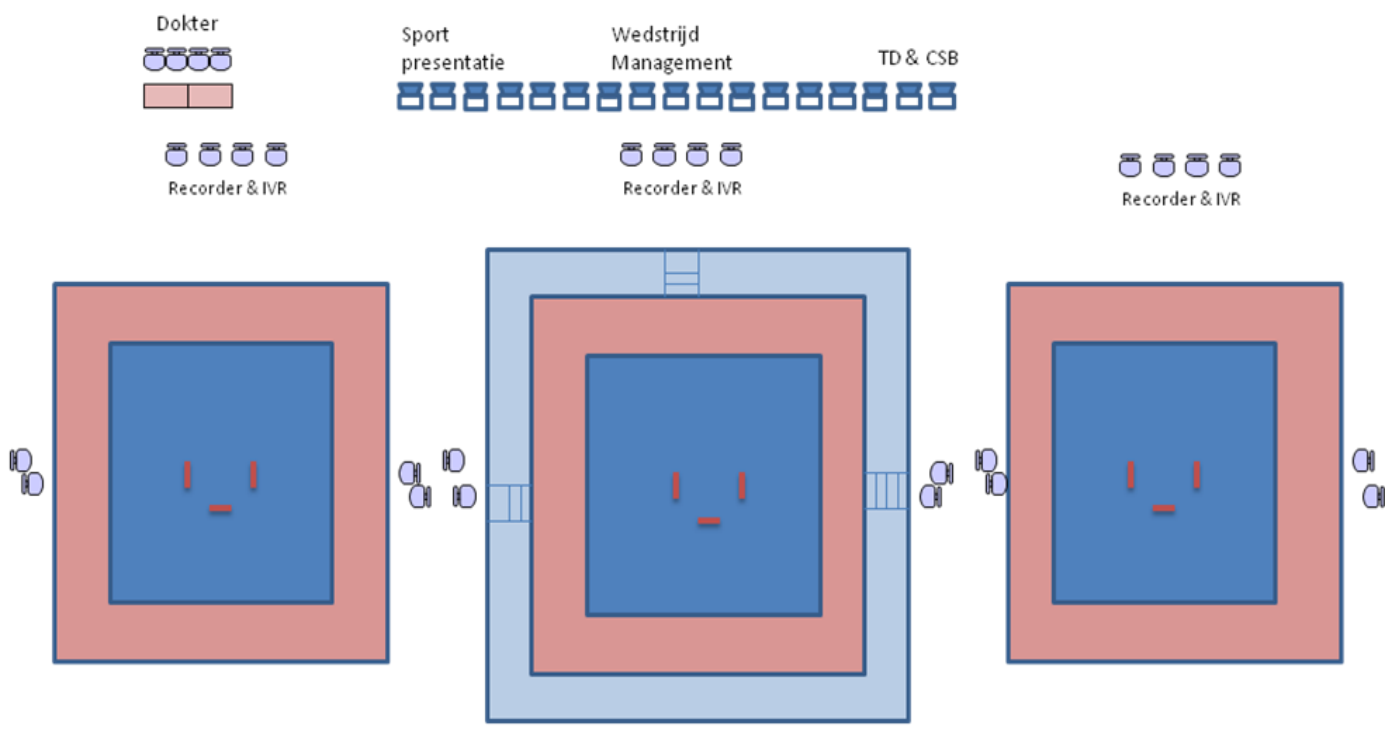 Dokter
Sport
presentatie
Wedstrijd
Management
TD & CSB
Recorder & IVR
Recorder & IVR
Recorder & IVR